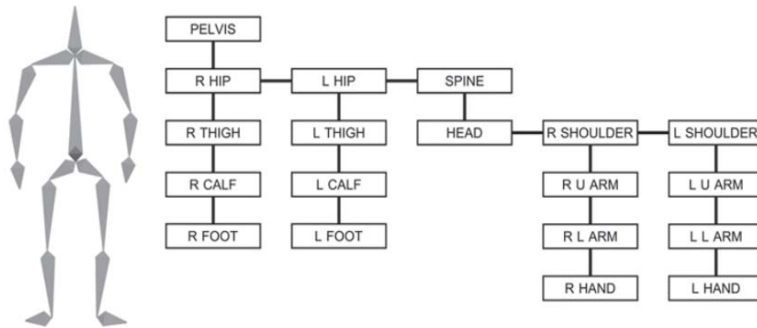 PELVIS
R HIP L HIP SPINE
R THIGH L THIGH HEAD R SHOULDER L SHOULDER
R CALF L CALF R U ARM L U ARM
R FOOT L FOOT R L ARM L L ARM
R HAND L HAND